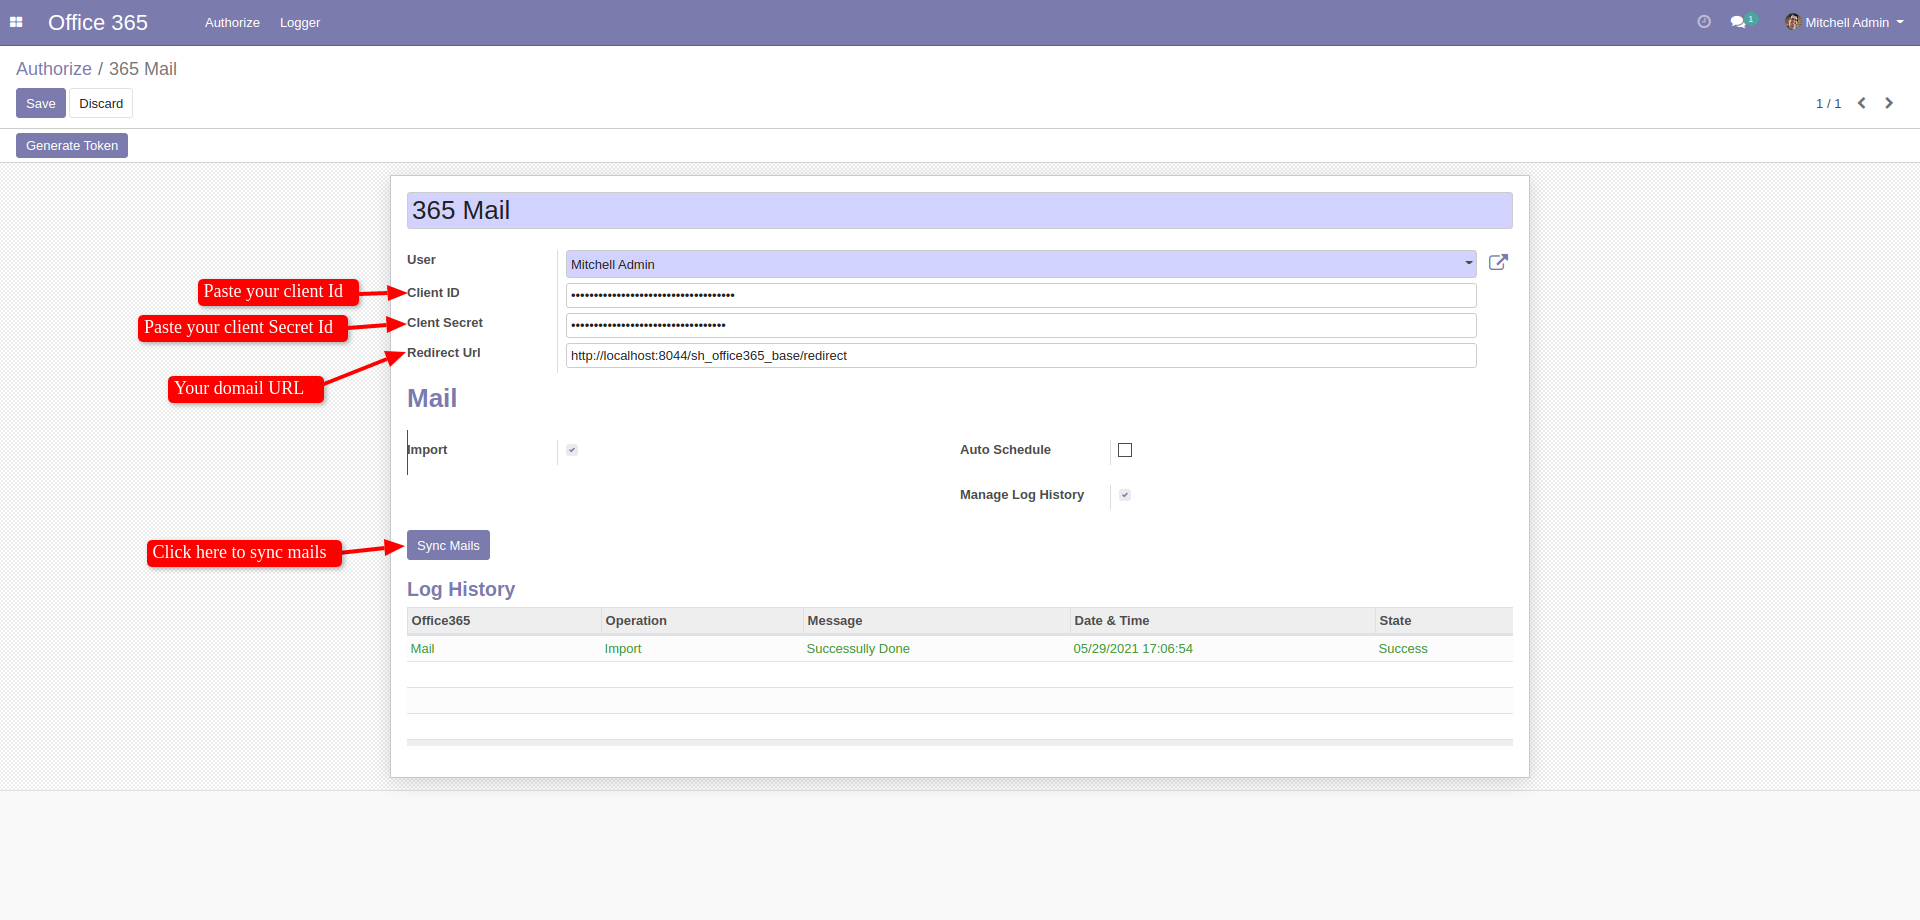 Office 365 Authorize Logger 1 Mitchell Admin
Authorize / 365 Mail
Save Discard 1 / 1
Generate Token
365 Mail
User Mitchell Admin
Paste your client Id Client ID ••••••••••••••••••••••••••••••••••••
Paste your client Secret Id Clent Secret ••••••••••••••••••••••••••••••••••
Redirect Url http://localhost:8044/sh_office365_base/redirect
Your domail URL
Mail
Import Auto Schedule
Manage Log History
Click here to sync mails Sync Mails
Log History
Office365 Operation Message Date & Time State
Mail Import Successully Done 05/29/2021 17:06:54 Success